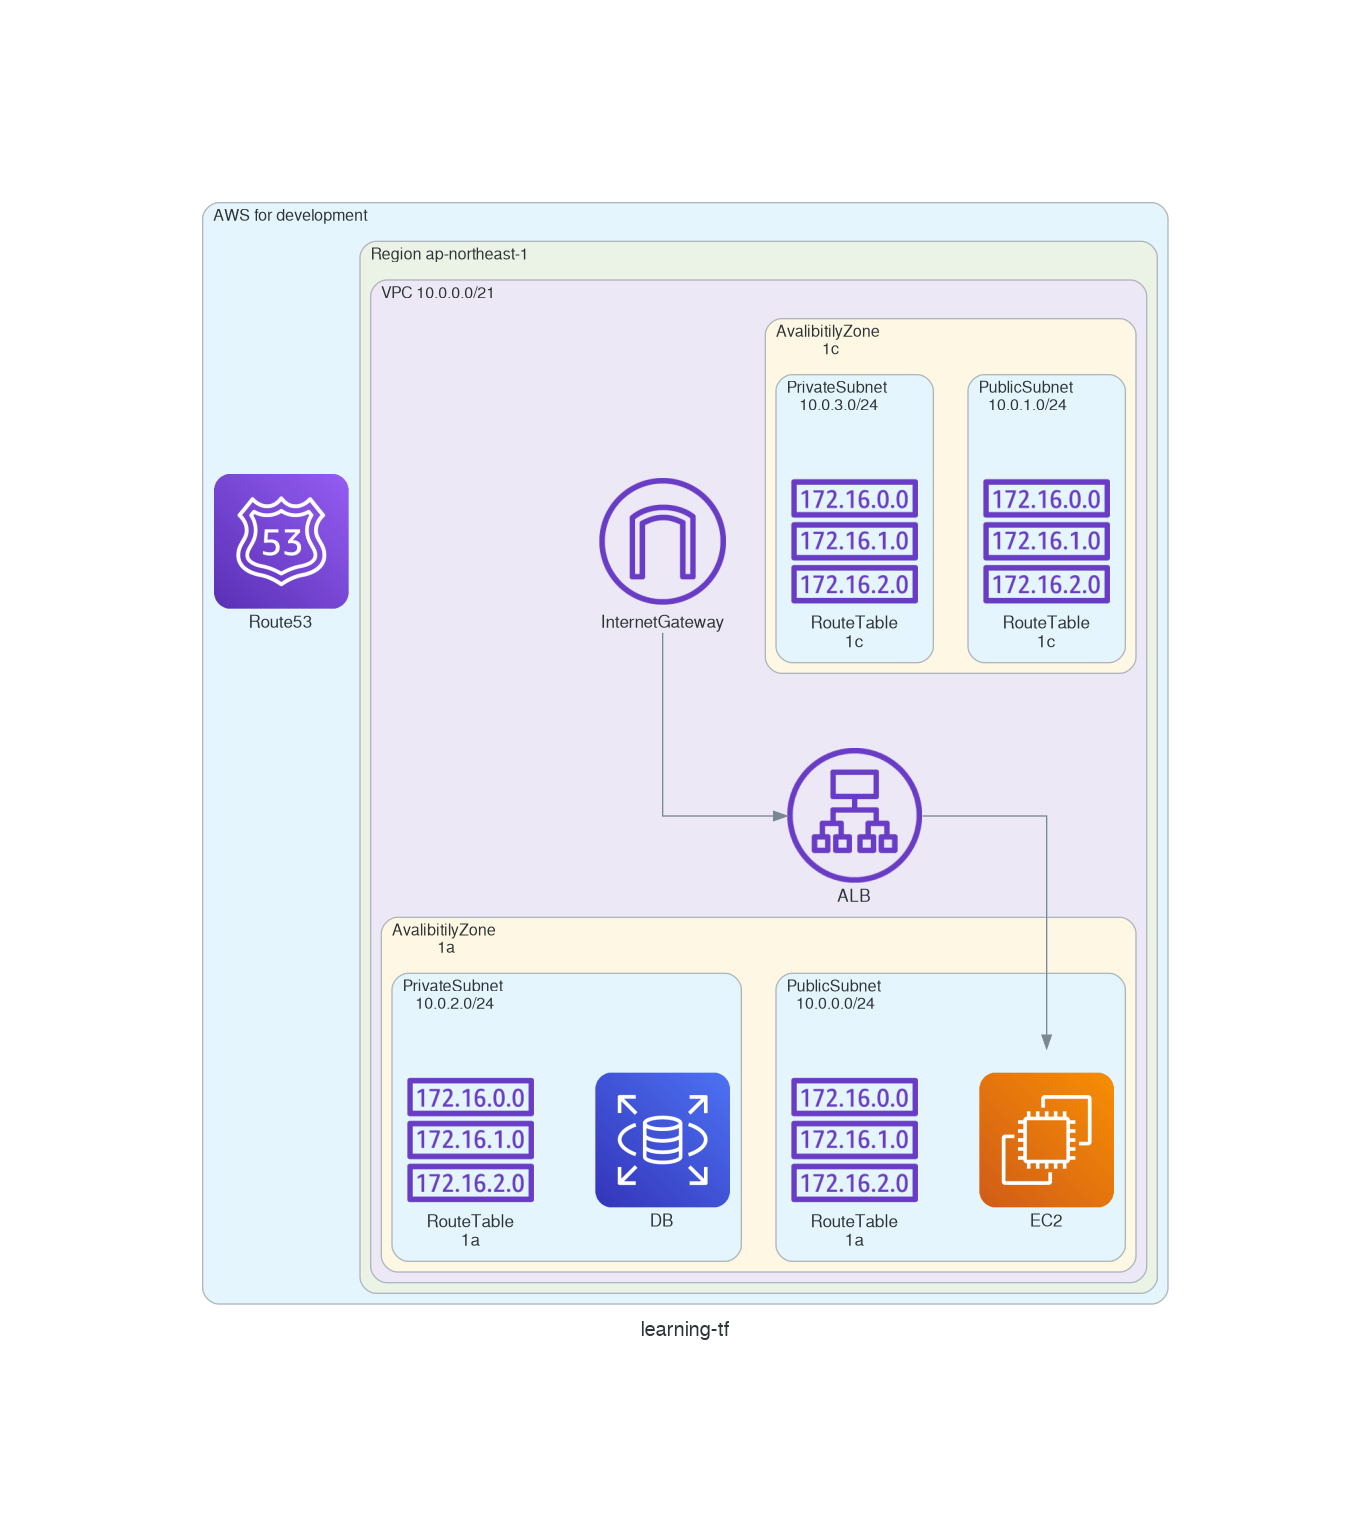 AWS for development
Region ap-northeast-1
VPC 10.0.0.0/21
AvalibitilyZone
1c
PrivateSubnet
10.0.3.0/24
172.16.0.0
172.16.1.0
172.16.2.0
RouteTable
1c
PublicSubnet
10.0.1.0/24
172.16.0.0
172.16.1.0
172.16.2.0
RouteTable
1c
53
Route53
InternetGateway
ALB
AvalibitilyZone
1a
PrivateSubnet
10.0.2.0/24
172.16.0.0
172.16.1.0
172.16.2.0
RouteTable
1a
DB
PublicSubnet
10.0.0.0/24
172.16.0.0
172.16.1.0
172.16.2.0
RouteTable
1a
EC2
learning-tf